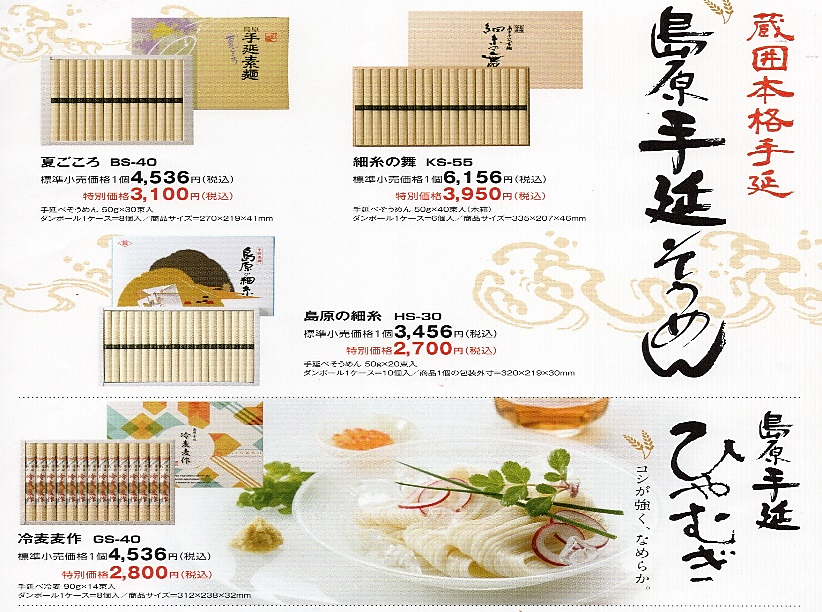 蔵囲本格手延
島原手延そうめん
島原
手延素麺
夏ごころ BS-40
標準小売価格1個4,536円(税込)
特別価格3,100円(税込)
手延べそうめん 50g×30束入
ダンボール1ケース=8個入/商品サイズ=270×219×41mm
細糸の舞 KS-55
標準小売価格1個6,156円(税込)
特別価格3,950円(税込)
手延べそうめん 50g×40束入(木箱)
ダンボール1ケース=6個入/商品サイズ=335×207×46mm
島原の細糸
島原の細糸 HS-30
標準小売価格1個3,456円(税込)
特別価格2,700円(税込)
手延べそうめん 50g×20束入
ダンボール1ケース=10個入/商品1個の包装外寸=320×219×30mm
島原手延
ひやむぎ
コシが強く、なめらか。
冷麦麦作
冷麦麦作 GS-40
標準小売価格1個4,536円(税込)
特別価格2,800円(税込)
手延べ冷麦 90g×14束入
ダンボール1ケース=8個入/商品サイズ=312×238×32mm